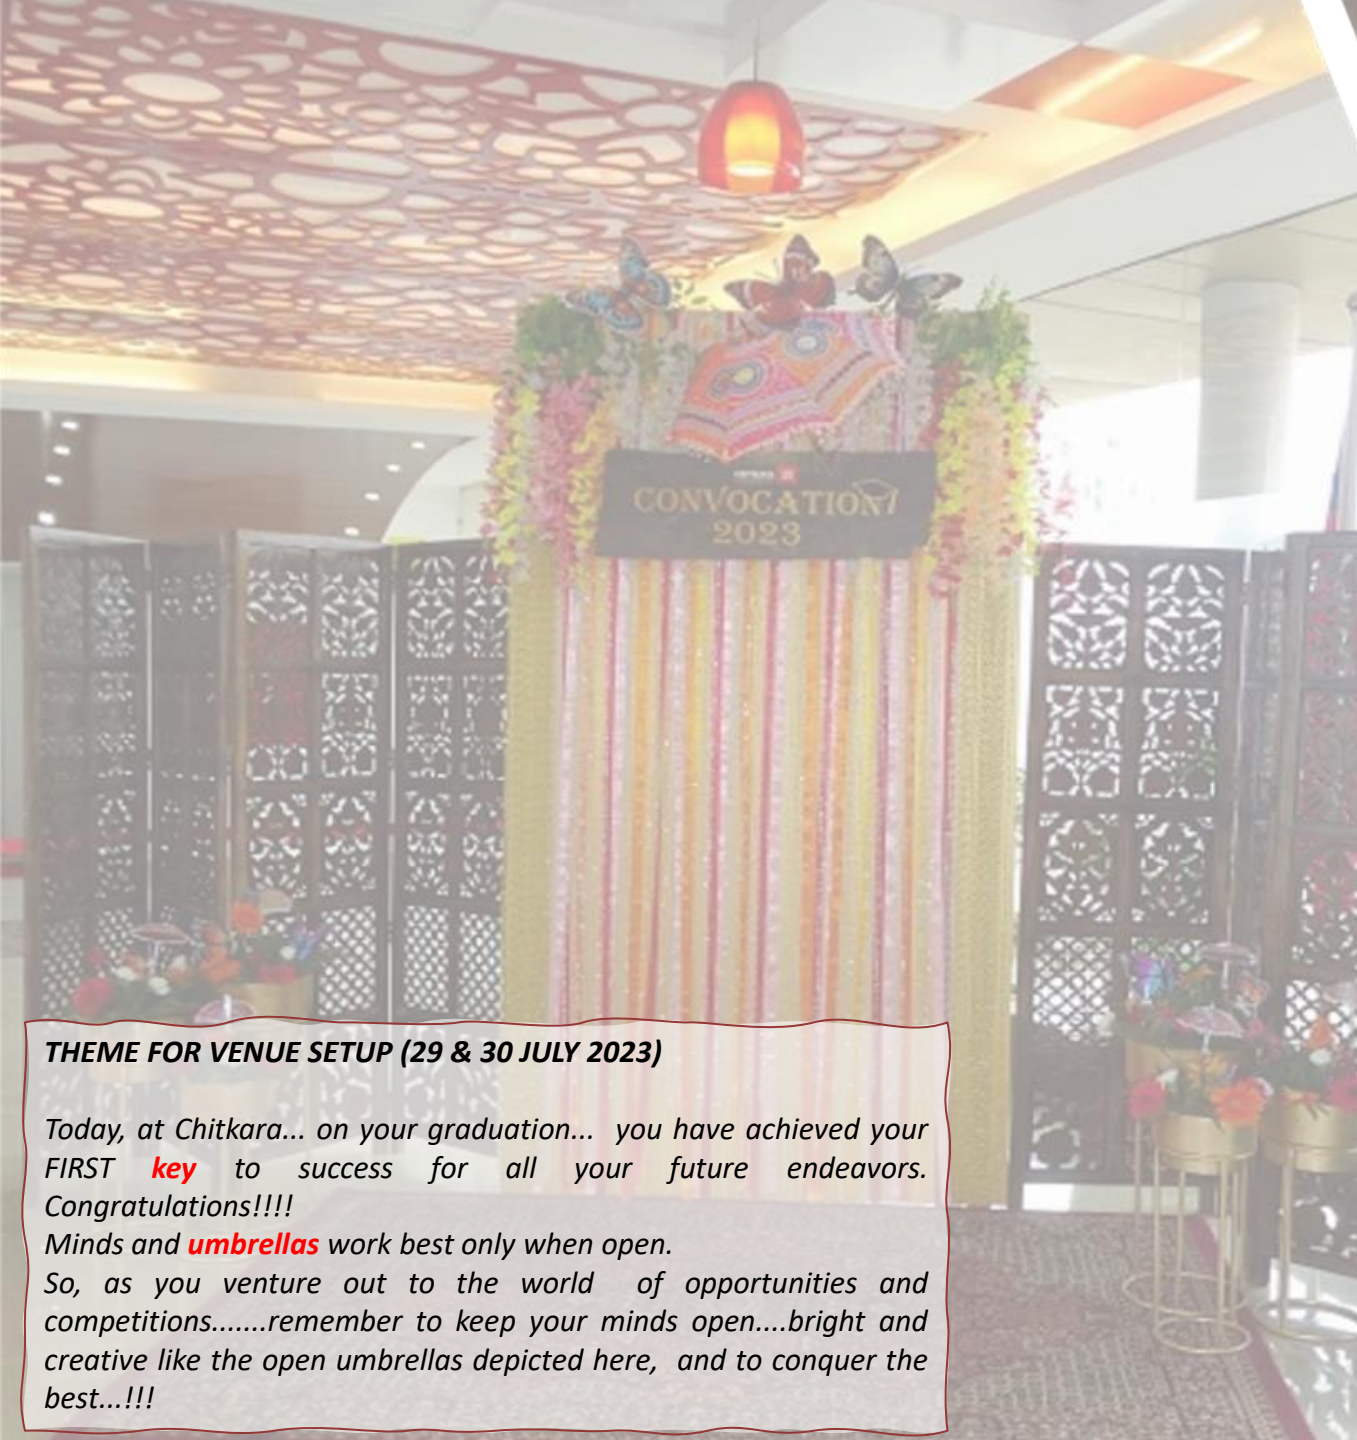 CONVOCATION
2023
THEME FOR VENUE SETUP (29 & 30 JULY 2023)
Today, at Chitkara... on your graduation... you have achieved your
FIRST key to success for all your future endeavors.
Congratulations!!!!
Minds and umbrellas work best only when open.
So, as you venture out to the world of opportunities and
competitions.......remember to keep your minds open....bright and
creative like the open umbrellas depicted here, and to conquer the
best...!!!